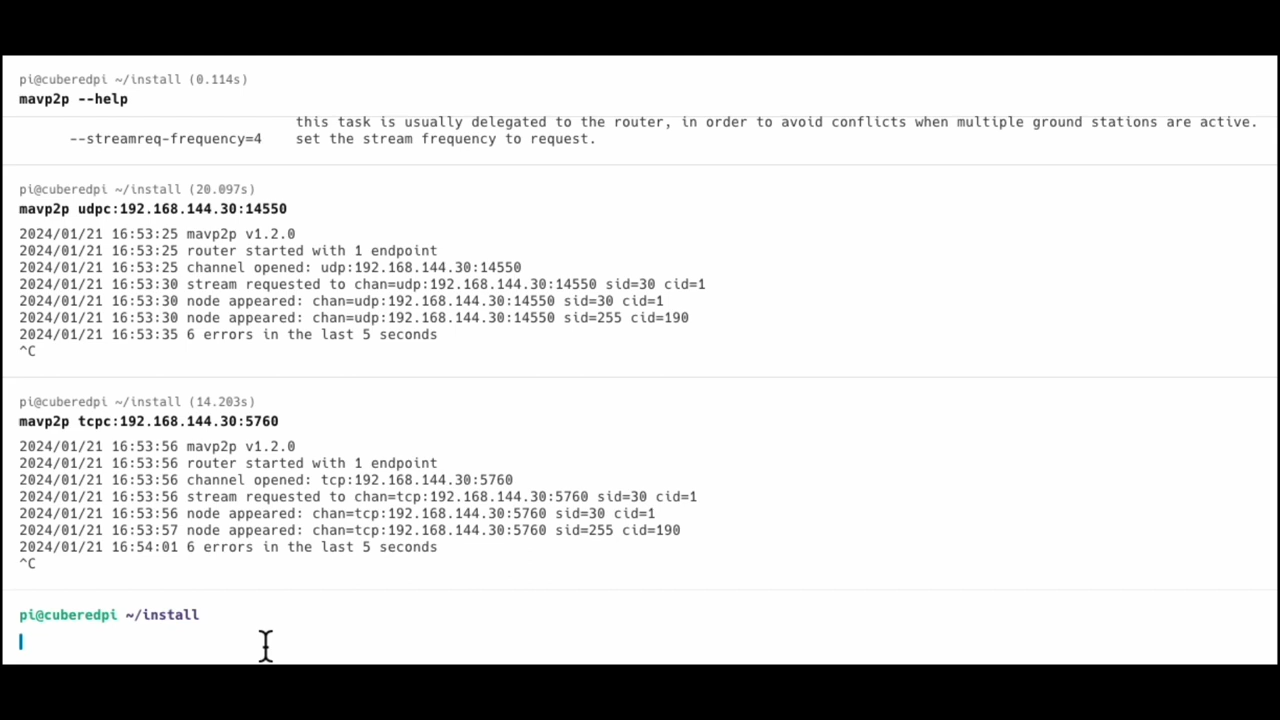 pi@cuberedpi ~/install (0.114s)
mavp2p --help
this task is usually delegated to the router, in order to avoid conflicts when multiple ground stations are active.
--streamreq-frequency=4    set the stream frequency to request.
pi@cuberedpi ~/install (20.097s)
mavp2p udpc:192.168.144.30:14550
2024/01/21 16:53:25 mavp2p v1.2.0
2024/01/21 16:53:25 router started with 1 endpoint
2024/01/21 16:53:25 channel opened: udp:192.168.144.30:14550
2024/01/21 16:53:30 stream requested to chan=udp:192.168.144.30:14550 sid=30 cid=1
2024/01/21 16:53:30 node appeared: chan=udp:192.168.144.30:14550 sid=30 cid=1
2024/01/21 16:53:30 node appeared: chan=udp:192.168.144.30:14550 sid=255 cid=190
2024/01/21 16:53:35 6 errors in the last 5 seconds
^C
pi@cuberedpi ~/install (14.203s)
mavp2p tcpc:192.168.144.30:5760
2024/01/21 16:53:56 mavp2p v1.2.0
2024/01/21 16:53:56 router started with 1 endpoint
2024/01/21 16:53:56 channel opened: tcp:192.168.144.30:5760
2024/01/21 16:53:56 stream requested to chan=tcp:192.168.144.30:5760 sid=30 cid=1
2024/01/21 16:53:56 node appeared: chan=tcp:192.168.144.30:5760 sid=30 cid=1
2024/01/21 16:53:57 node appeared: chan=tcp:192.168.144.30:5760 sid=255 cid=190
2024/01/21 16:54:01 6 errors in the last 5 seconds
^C
pi@cuberedpi ~/install